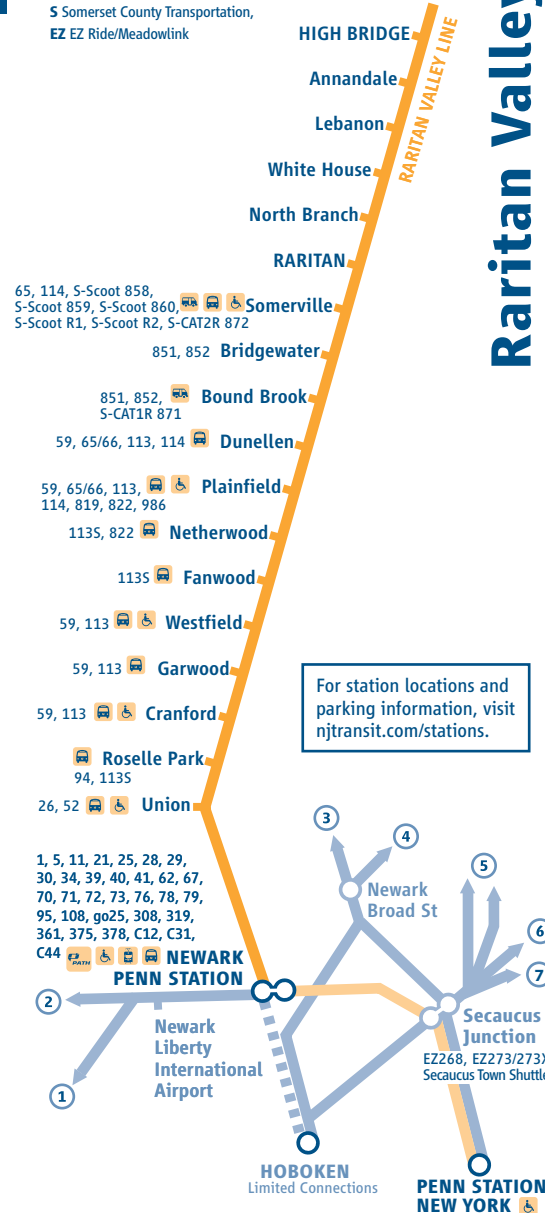 S Somerset County Transportation,
EZ EZ Ride/Meadowlink
Raritan Valley
HIGH BRIDGE
RARITAN VALLEY LINE
Annandale
Lebanon
White House
North Branch
RARITAN
65, 114, S-Scoot 858,
S-Scoot 859, S-Scoot 860, Somerville
S-Scoot R1, S-Scoot R2, S-CAT2R 872
851, 852 Bridgewater
851, 852, Bound Brook
S-CAT1R 871
59, 65/66, 113, 114 Dunellen
59, 65/66, 113, Plainfield
114, 819, 822, 986
113S, 822 Netherwood
113S Fanwood
59, 113 Westfield
59, 113 Garwood
59, 113 Cranford
Roselle Park
94, 113S
26, 52 Union
For station locations and
parking information, visit
njtransit.com/stations.
1, 5, 11, 21, 25, 28, 29,
30, 34, 39, 40, 41, 62, 67,
70, 71, 72, 73, 76, 78, 79,
95, 108, go25, 308, 319,
361, 375, 378, C12, C31,
C44 PATH NEWARK
PENN STATION
3
4
5
6
7
Newark
Broad St
2
1
Newark
Liberty
International
Airport
Secaucus
Junction
EZ268, EZ273/273X
Secaucus Town Shuttle
HOBOKEN
Limited Connections
PENN STATION
NEW YORK